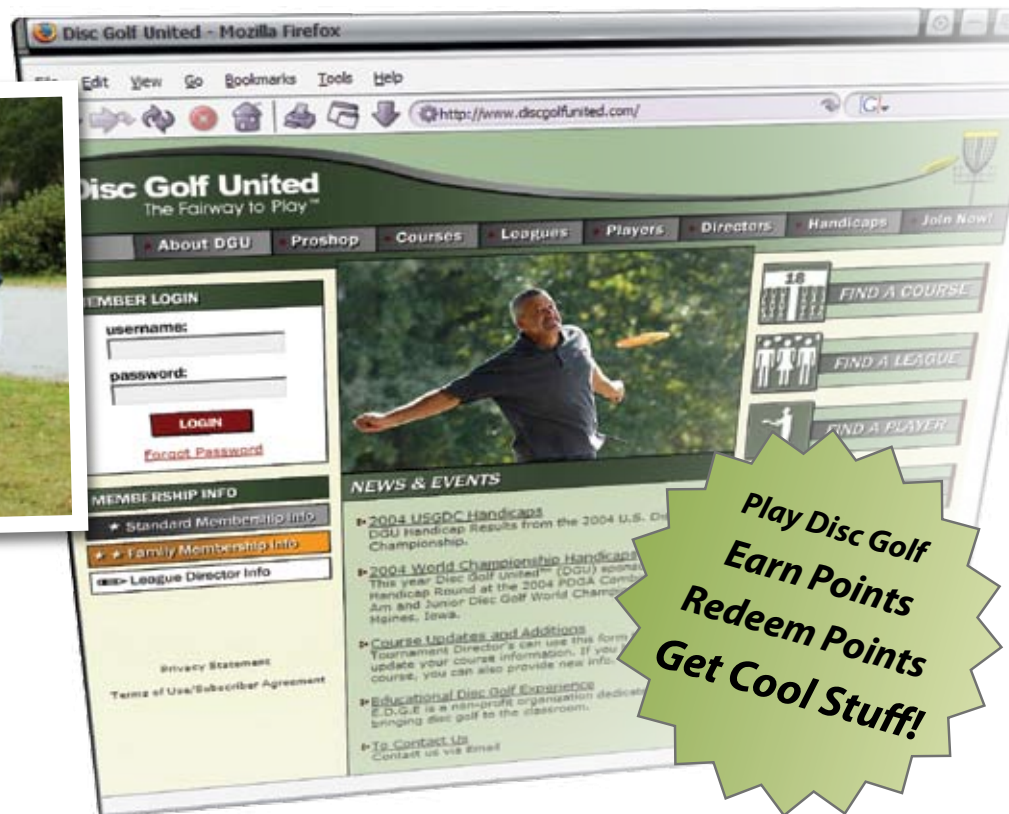 Disc Golf United - Mozilla Firefox
Edit View Go Bookmarks Tools Help
http://www.discgolfunited.com/
G
Disc Golf United
The Fairway to Play™
About DGU Proshop Courses Leagues Players Directors Handicaps Join Now!
MEMBER LOGIN
username:
password:
LOGIN
Forgot Password
MEMBERSHIP INFO
Standard Membership Info
Family Membership Info
League Director Info
Privacy Statement
Terms of Use/Subscriber Agreement
18
FIND A COURSE
FIND A LEAGUE
FIND A PLAYER
NEWS & EVENTS
2004 USGDC Handicaps
DGU Handicap Results from the 2004 U.S.
Championship.
2004 World Championship Handicaps
This year Disc Golf United™ (DGU)
Handicap Round at the 2004 PDGA
Am and Junior Disc Golf World
Iowa.
Course Updates and Additions
Tournament Director's can use this form
update your course information. If you
course, you can also provide new info.
Educational Disc Golf Experience
E.D.G.E is a non-profit organization
bringing disc golf to the classroom.
To Contact Us
Contact us via Email
Play Disc Golf
Earn Points
Redeem Points
Get Cool Stuff!